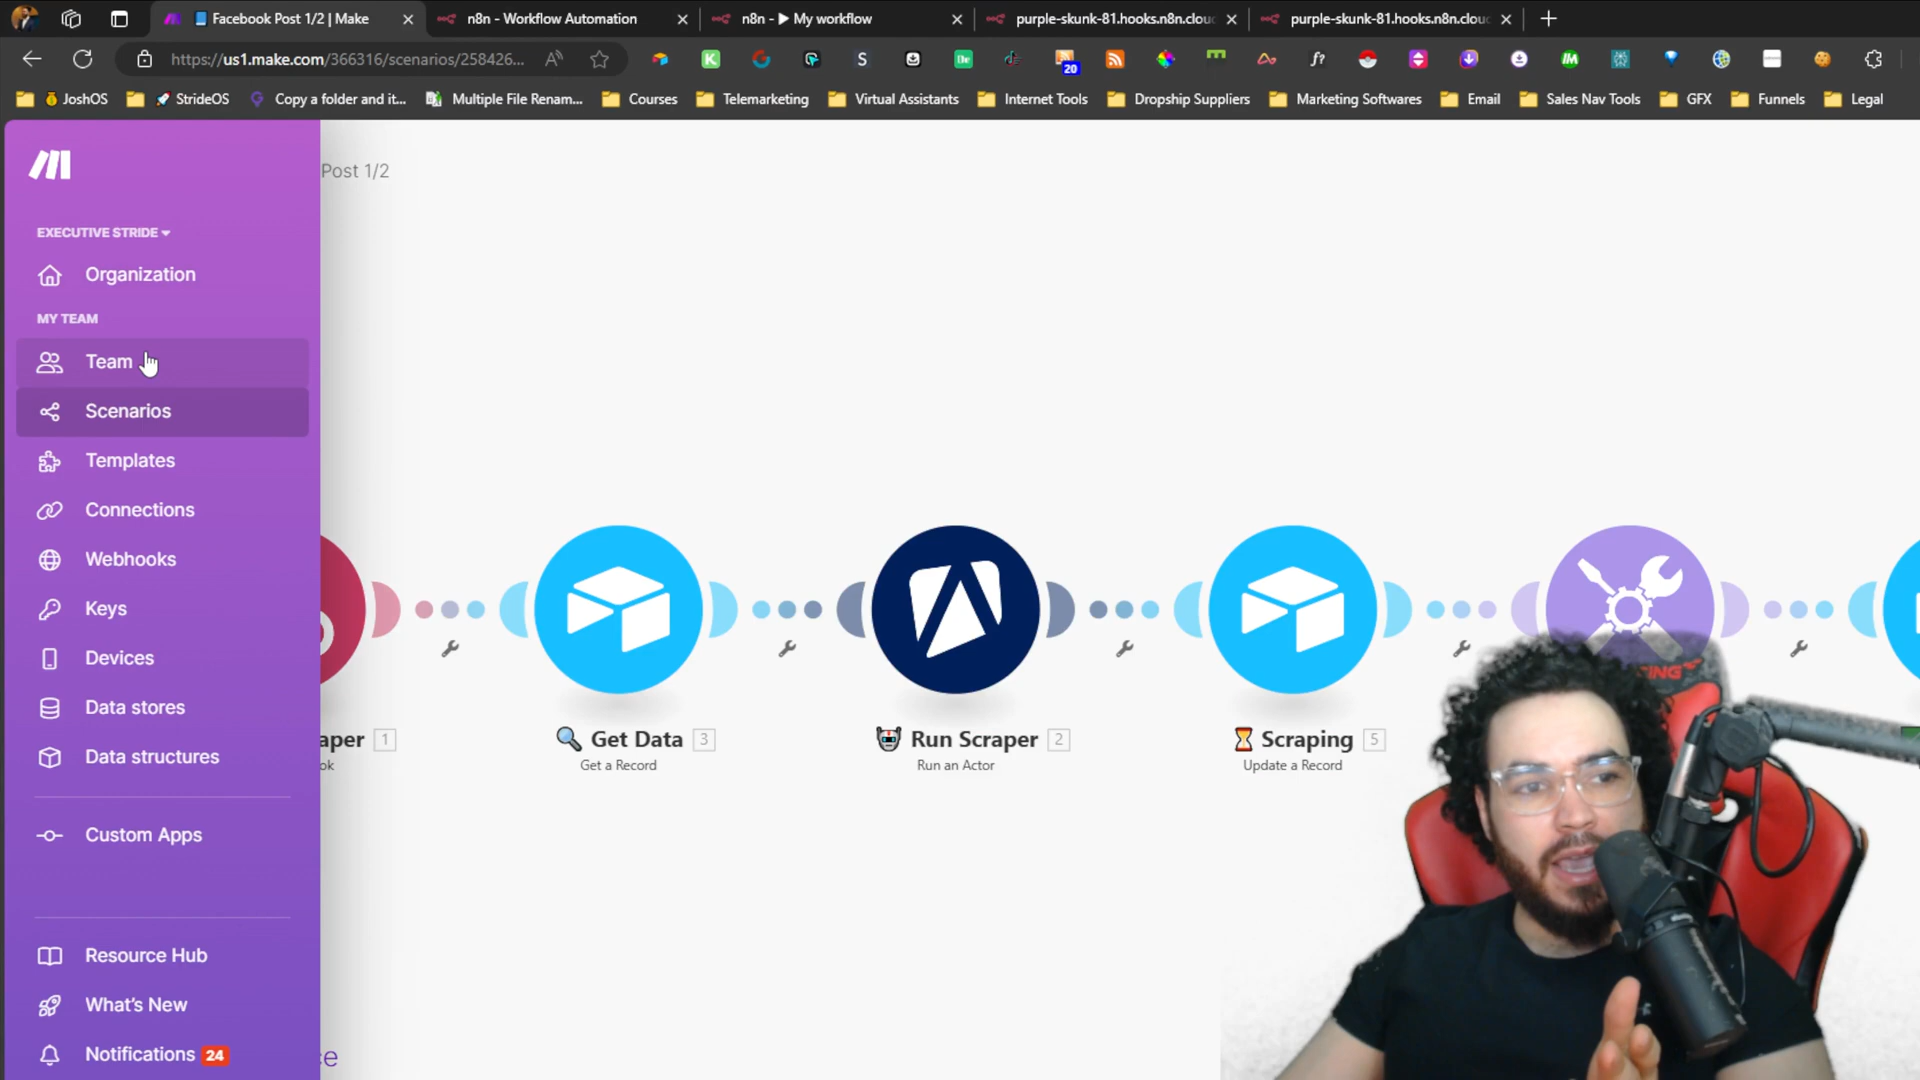 Facebook Post 1/2 | Make
n8n - Workflow Automation
n8n - ▶ My workflow
purple-skunk-81.hooks.n8n.clou
purple-skunk-81.hooks.n8n.clou
https://us1.make.com/366316/scenarios/258426...
20
JoshOS
StrideOS
Copy a folder and it...
Multiple File Renam...
Courses
Telemarketing
Virtual Assistants
Internet Tools
Dropship Suppliers
Marketing Softwares
Email
Sales Nav Tools
GFX
Funnels
Legal
Post 1/2
EXECUTIVE STRIDE
Organization
MY TEAM
Team
Scenarios
Templates
Connections
Webhooks
Keys
Devices
Data stores
Data structures
Custom Apps
Resource Hub
What's New
Notifications 24
aper 1
ok
Get Data 3
Get a Record
Run Scraper 2
Run an Actor
Scraping 5
Update a Record
ce